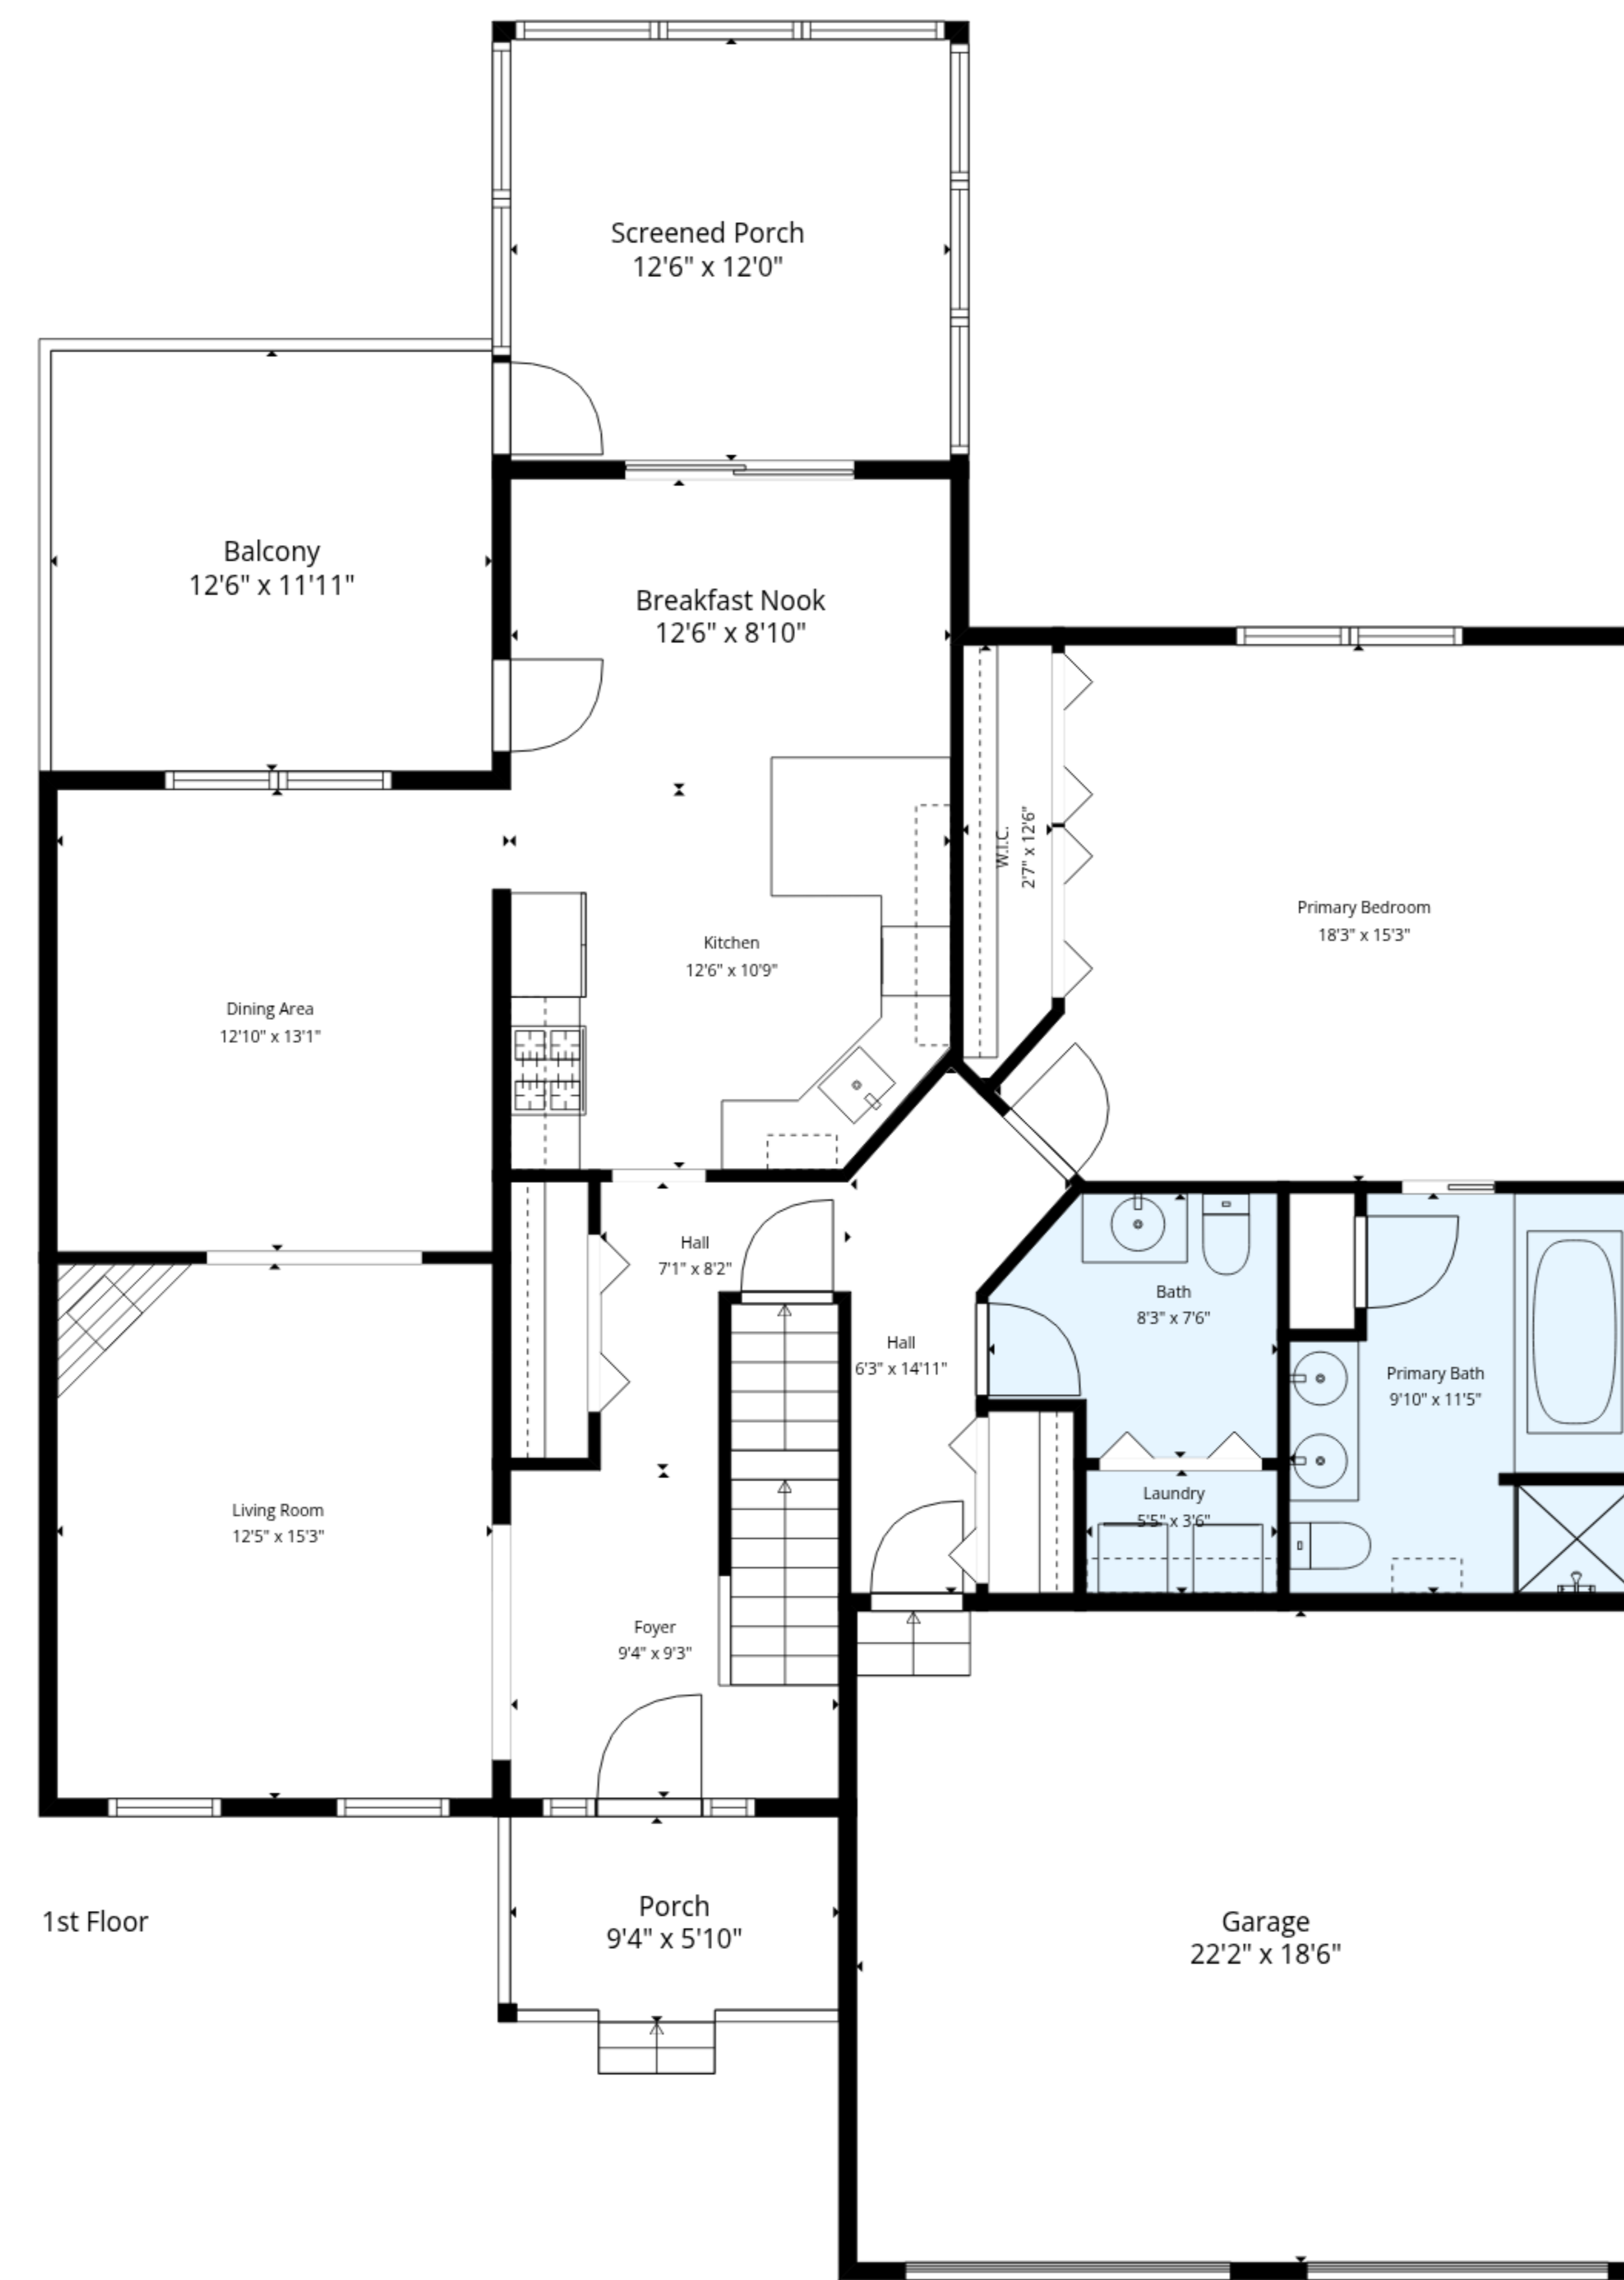 Screened Porch
12'6" x 12'0"
Balcony
12'6" x 11'11"
Breakfast Nook
12'6" x 8'10"
W.I.C.
2'7" x 12'6"
Primary Bedroom
18'3" x 15'3"
Kitchen
12'6" x 10'9"
Dining Area
12'10" x 13'1"
Hall
7'1" x 8'2"
Bath
8'3" x 7'6"
Hall
6'3" x 14'11"
Primary Bath
9'10" x 11'5"
Living Room
12'5" x 15'3"
Laundry
5'5" x 3'6"
Foyer
9'4" x 9'3"
Porch
9'4" x 5'10"
1st Floor
Garage
22'2" x 18'6"